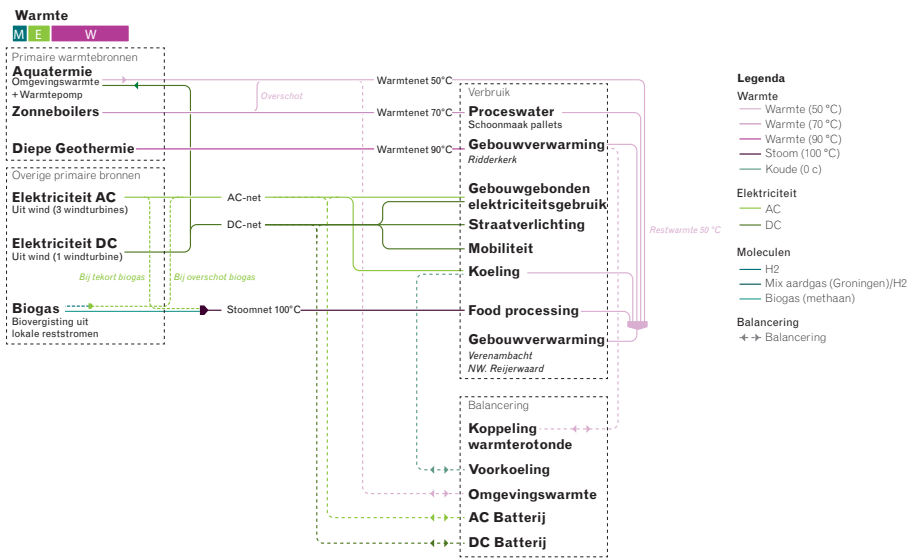 Warmte
M E W
Primaire warmtebronnen
Aquatermie
Omgevingswarmte
+ Warmtepomp
Zonneboilers
Diepe Geothermie
Overige primaire bronnen
Elektriciteit AC
Uit wind (3 windturbines)
Elektriciteit DC
Uit wind (1 windturbine)
Bij tekort biogas
Bij overschot biogas
Biogas
Biovergisting uit
lokale reststromen
Overschot
Warmtenet 50°C
Warmtenet 70°C
Warmtenet 90°C
AC-net
DC-net
Stoomnet 100°C
Verbruik
Proceswater
Schoonmaak pallets
Gebouwverwarming
Ridderkerk
Gebouwgebonden
elektriciteitsgebruik
Straatverlichting
Mobiliteit
Koeling
Food processing
Gebouwverwarming
Verenambacht
NW. Reijerwaard
Restwarmte 50 °C
Balancering
Koppeling
warmterotonde
Voorkoeling
Omgevingswarmte
AC Batterij
DC Batterij
Legenda
Warmte
Warmte (50 °C)
Warmte (70 °C)
Warmte (90 °C)
Stoom (100 °C)
Koude (0 c)
Elektriciteit
AC
DC
Moleculen
H2
Mix aardgas (Groningen)/H2
Biogas (methaan)
Balancering
Balancering